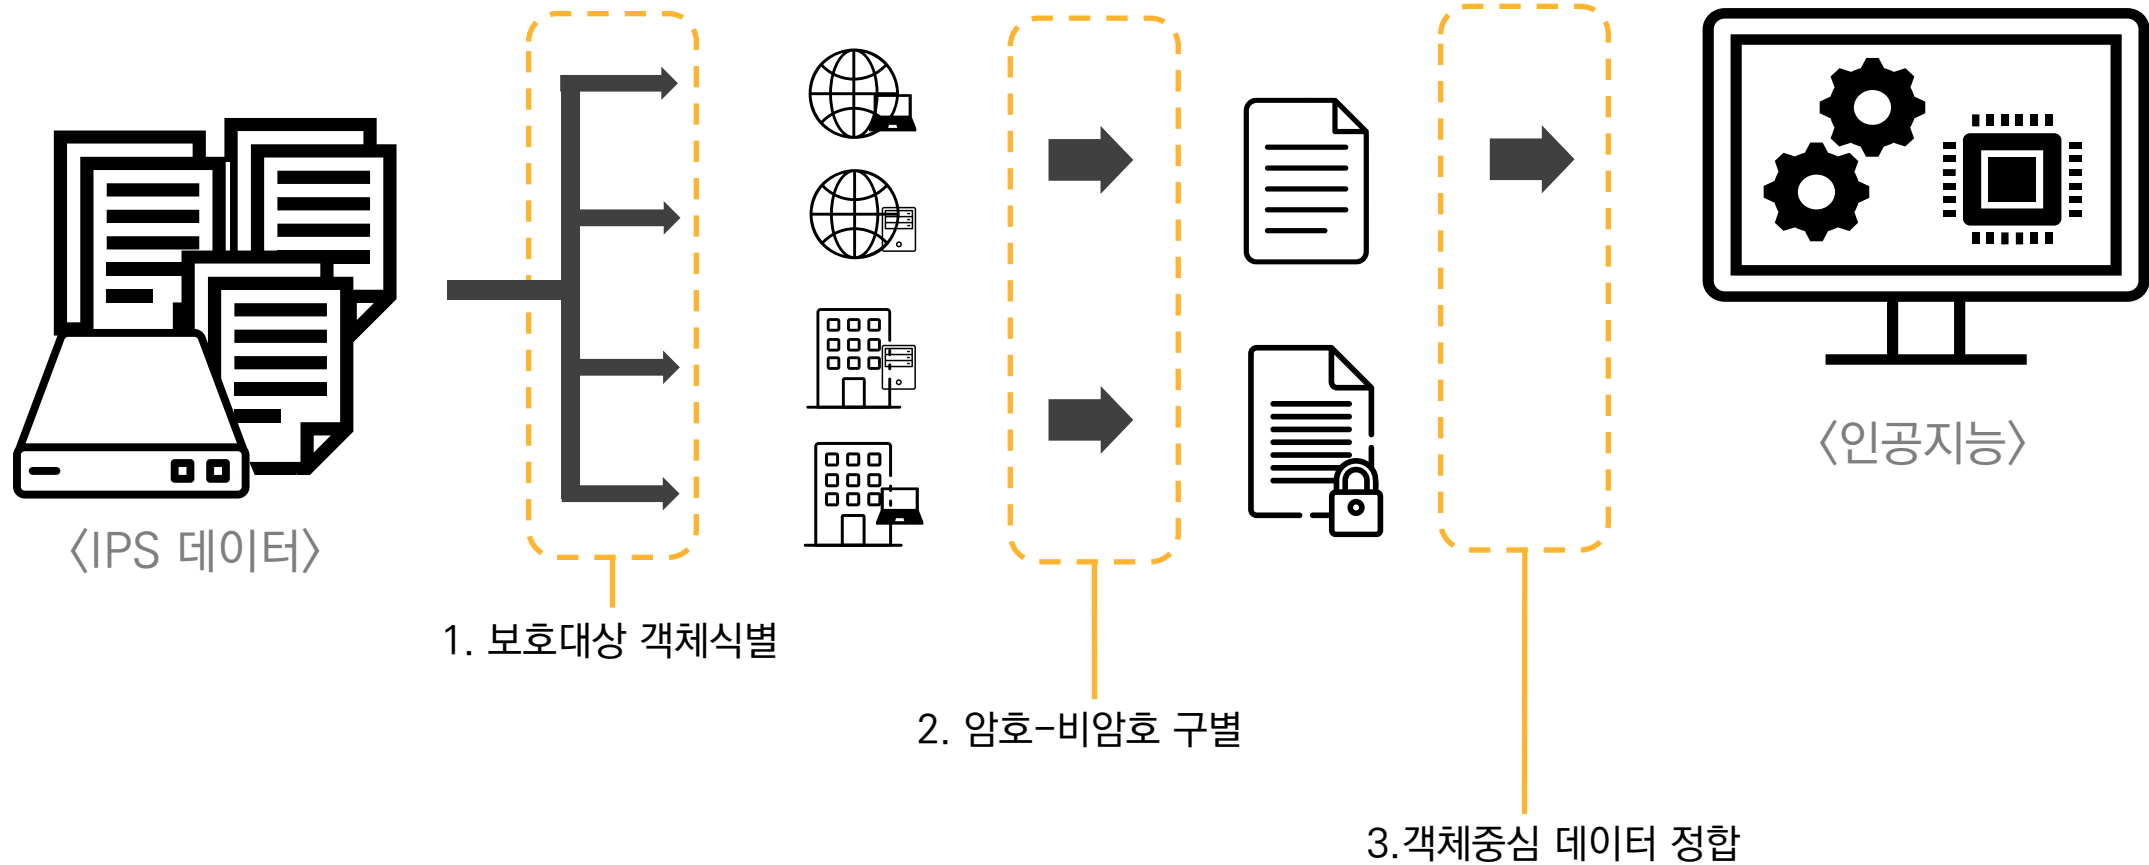 <IPS 데이터>
<인공지능>
1. 보호대상 객체식별
2. 암호-비암호 구별
3.객체중심 데이터 정합